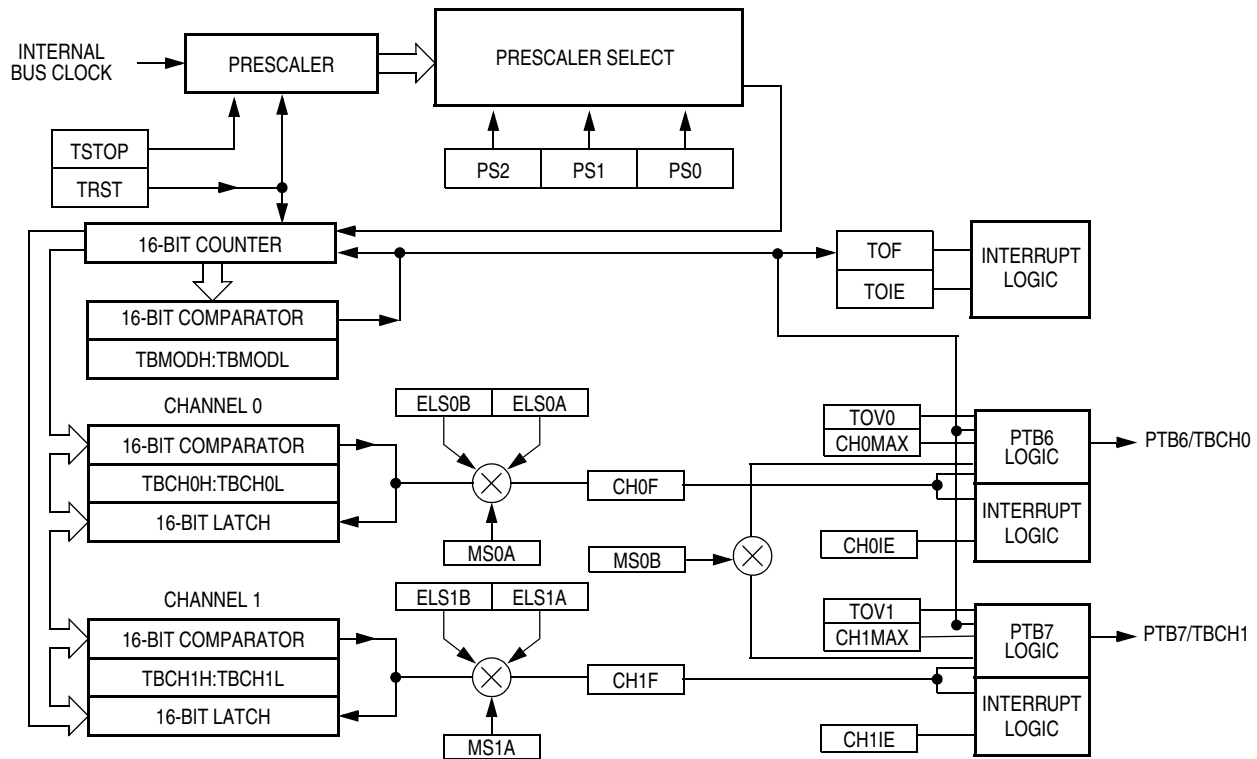 INTERNAL
BUS CLOCK
PRESCALER
PRESCALER SELECT
TSTOP
TRST
PS2
PS1
PS0
16-BIT COUNTER
TOF
TOIE
INTERRUPT
LOGIC
16-BIT COMPARATOR
TBMODH:TBMODL
CHANNEL 0
ELS0B
ELS0A
16-BIT COMPARATOR
TBCH0H:TBCH0L
16-BIT LATCH
MS0A
CH0F
TOV0
CH0MAX
PTB6
LOGIC
PTB6/TBCH0
INTERRUPT
LOGIC
CH0IE
MS0B
CHANNEL 1
ELS1B
ELS1A
16-BIT COMPARATOR
TBCH1H:TBCH1L
16-BIT LATCH
MS1A
CH1F
TOV1
CH1MAX
PTB7
LOGIC
PTB7/TBCH1
INTERRUPT
LOGIC
CH1IE